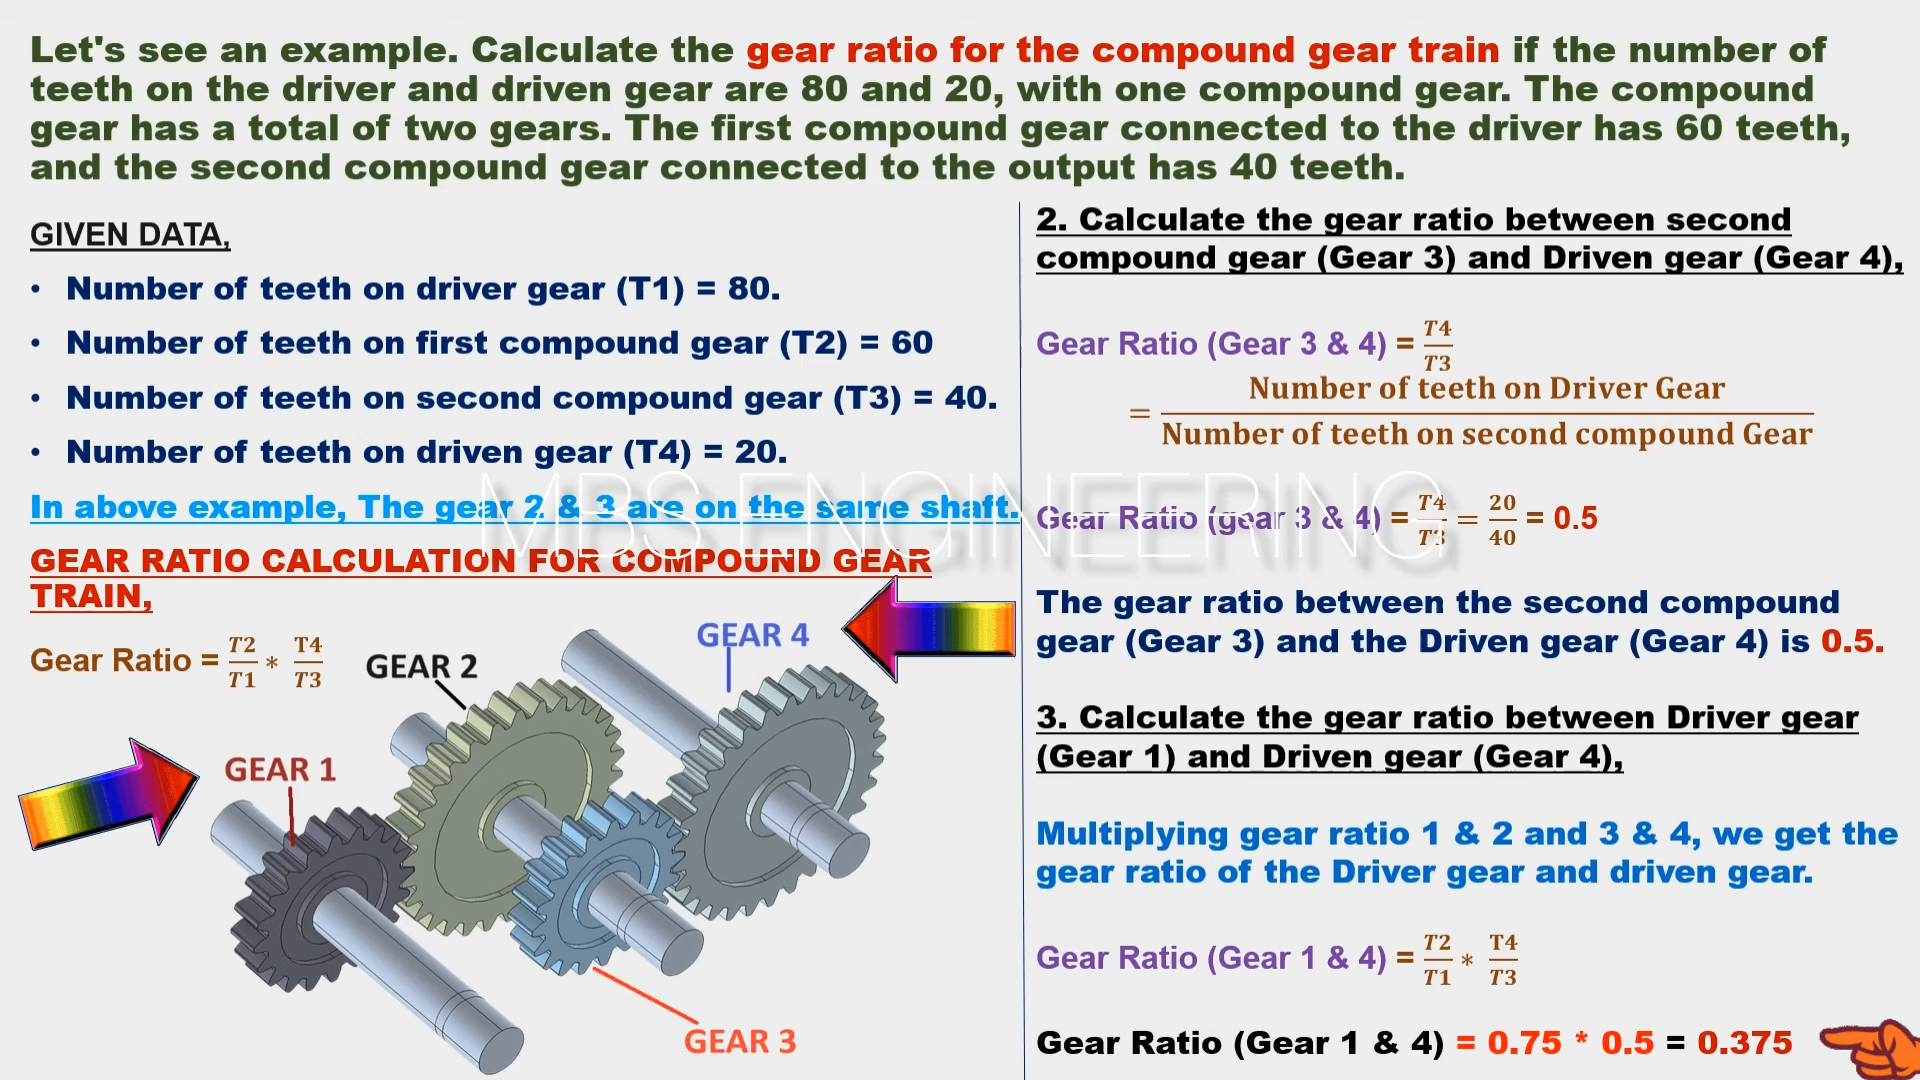 Let's see an example. Calculate the gear ratio for the compound gear train if the number of
teeth on the driver and driven gear are 80 and 20, with one compound gear. The compound
gear has a total of two gears. The first compound gear connected to the driver has 60 teeth,
and the second compound gear connected to the output has 40 teeth.
GIVEN DATA,
• Number of teeth on driver gear (T1) = 80.
• Number of teeth on first compound gear (T2) = 60
• Number of teeth on second compound gear (T3) = 40.
• Number of teeth on driven gear (T4) = 20.
In above example, The gear 2 & 3 are on the same shaft.
GEAR RATIO CALCULATION FOR COMPOUND GEAR
TRAIN,
Gear Ratio = T2/T1 * T4/T3
GEAR 1
GEAR 2
GEAR 4
GEAR 3
2. Calculate the gear ratio between second
compound gear (Gear 3) and Driven gear (Gear 4),
Gear Ratio (Gear 3 & 4) = T4/T3
= Number of teeth on Driver Gear
Number of teeth on second compound Gear
Gear Ratio (gear 3 & 4) = T4/T3 = 20/40 = 0.5
The gear ratio between the second compound
gear (Gear 3) and the Driven gear (Gear 4) is 0.5.
3. Calculate the gear ratio between Driver gear
(Gear 1) and Driven gear (Gear 4),
Multiplying gear ratio 1 & 2 and 3 & 4, we get the
gear ratio of the Driver gear and driven gear.
Gear Ratio (Gear 1 & 4) = T2/T1 * T4/T3
Gear Ratio (Gear 1 & 4) = 0.75 * 0.5 = 0.375
MBS ENGINEERING